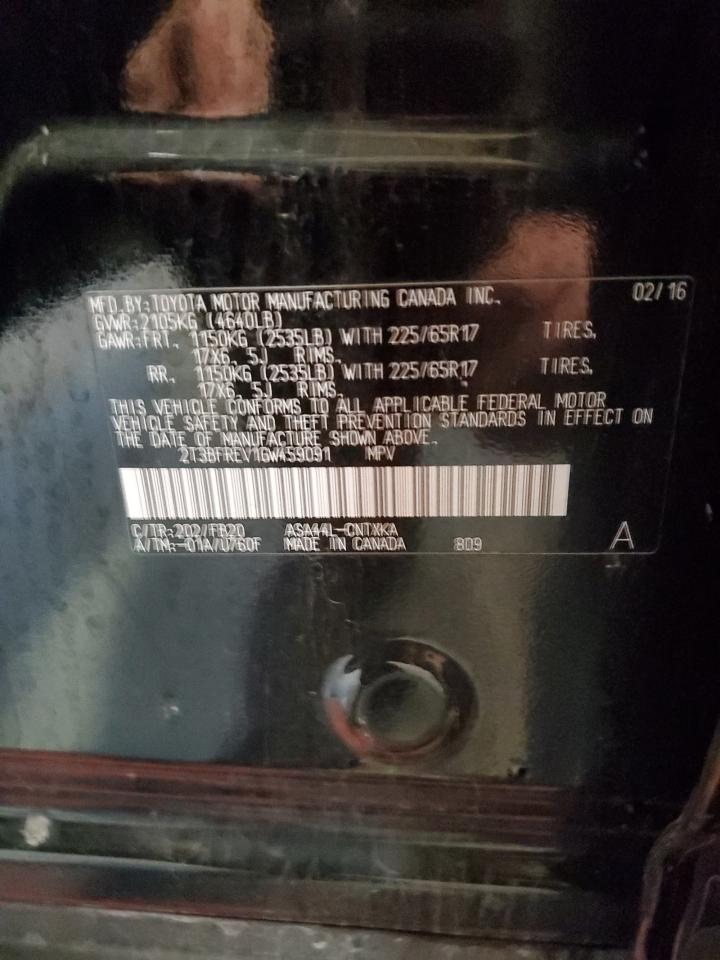 MFD.BY:TOYOTA MOTOR MANUFACTURING CANADA INC. 02/16
GVWR:2105KG (4640LB)
GAWR:FRT. 1150KG (2535LB) WITH 225/65R17 TIRES,
17X6. 5J RIMS.
RR. 1150KG (2535LB) WITH 225/65R17 TIRES,
17X6. 5J RIMS.
THIS VEHICLE CONFORMS TO ALL APPLICABLE FEDERAL MOTOR
VEHICLE SAFETY AND THEFT PREVENTION STANDARDS IN EFFECT ON
THE DATE OF MANUFACTURE SHOWN ABOVE.
2T3BFREV1GW459091 MPV
C/TR:202/FB20 ASA44L-CNTXKA
A/TM:-01A/U760F MADE IN CANADA 809 A